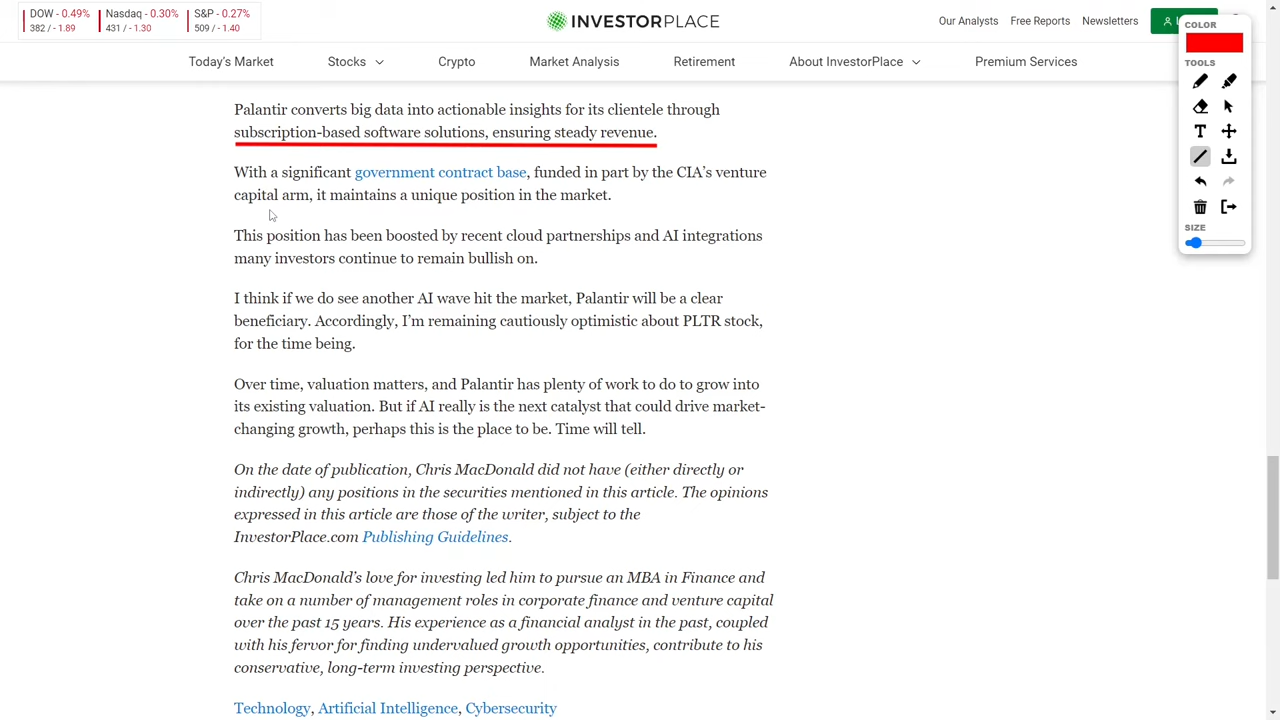 DOW - 0.49% Nasdaq - 0.30% S&P - 0.27%
382 / - 1.89 431 / - 1.30 509 / - 1.40
INVESTORPLACE
Our Analysts Free Reports Newsletters
Today's Market Stocks Crypto Market Analysis Retirement About InvestorPlace Premium Services
COLOR
TOOLS
T
SIZE
Palantir converts big data into actionable insights for its clientele through
subscription-based software solutions, ensuring steady revenue.
With a significant government contract base, funded in part by the CIA’s venture
capital arm, it maintains a unique position in the market.
This position has been boosted by recent cloud partnerships and AI integrations
many investors continue to remain bullish on.
I think if we do see another AI wave hit the market, Palantir will be a clear
beneficiary. Accordingly, I’m remaining cautiously optimistic about PLTR stock,
for the time being.
Over time, valuation matters, and Palantir has plenty of work to do to grow into
its existing valuation. But if AI really is the next catalyst that could drive market-
changing growth, perhaps this is the place to be. Time will tell.
On the date of publication, Chris MacDonald did not have (either directly or
indirectly) any positions in the securities mentioned in this article. The opinions
expressed in this article are those of the writer, subject to the
InvestorPlace.com Publishing Guidelines.
Chris MacDonald’s love for investing led him to pursue an MBA in Finance and
take on a number of management roles in corporate finance and venture capital
over the past 15 years. His experience as a financial analyst in the past, coupled
with his fervor for finding undervalued growth opportunities, contribute to his
conservative, long-term investing perspective.
Technology, Artificial Intelligence, Cybersecurity